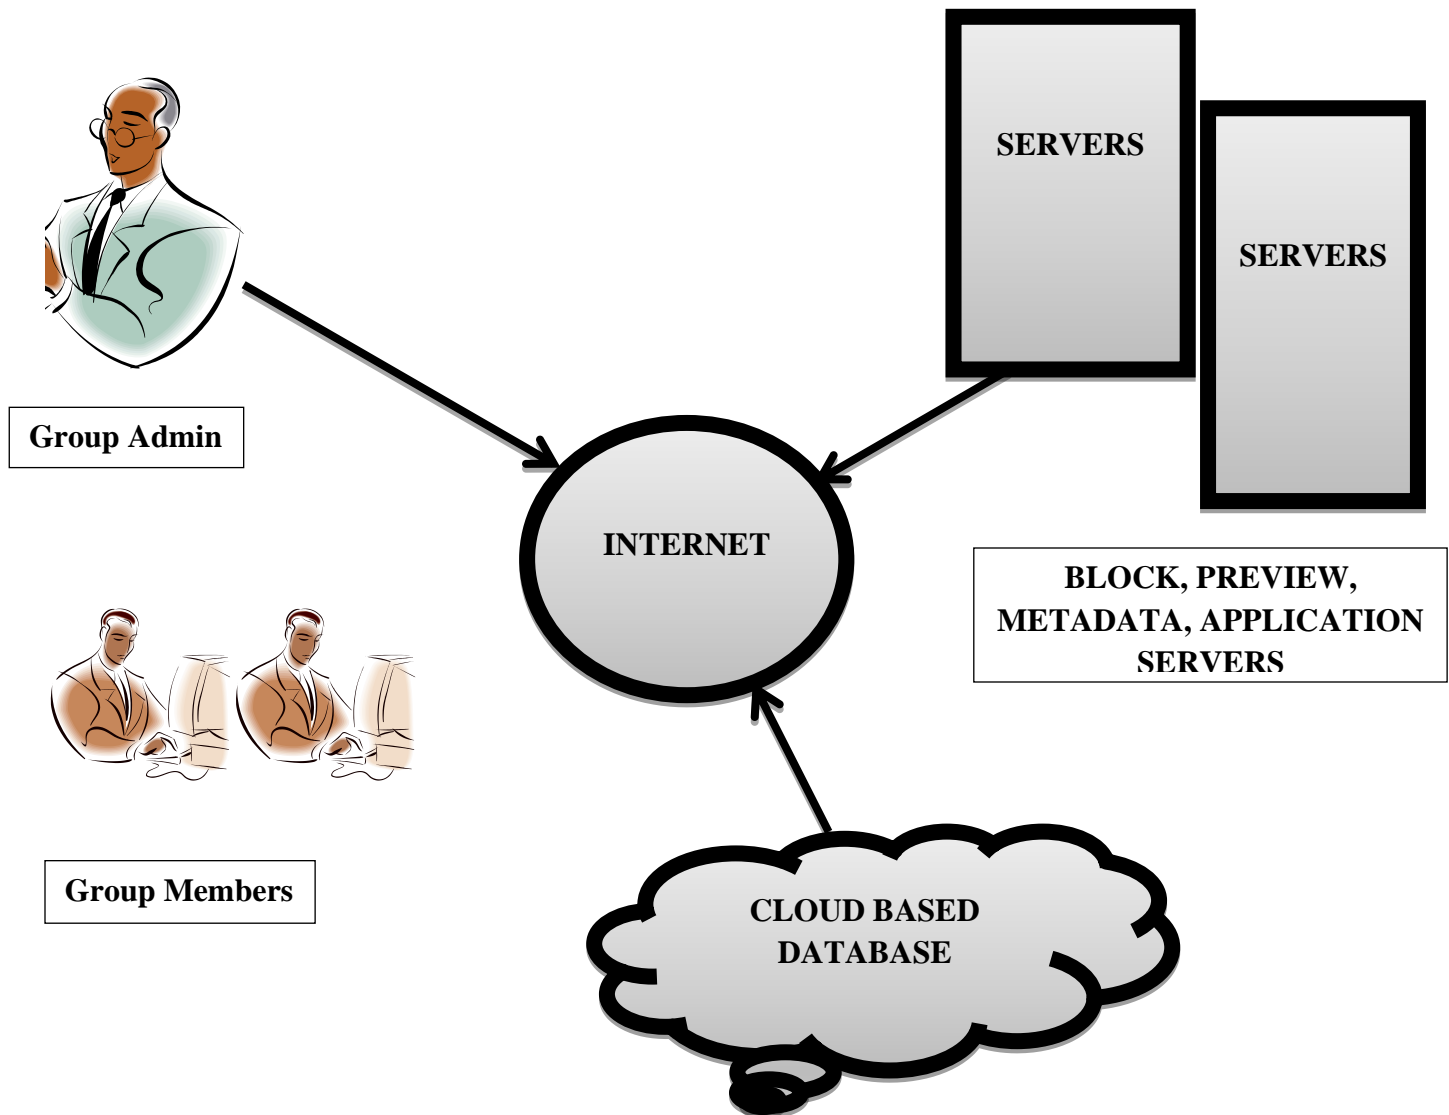 SERVERS
SERVERS
Group Admin
INTERNET
BLOCK, PREVIEW,
METADATA, APPLICATION
SERVERS
Group Members
CLOUD BASED
DATABASE